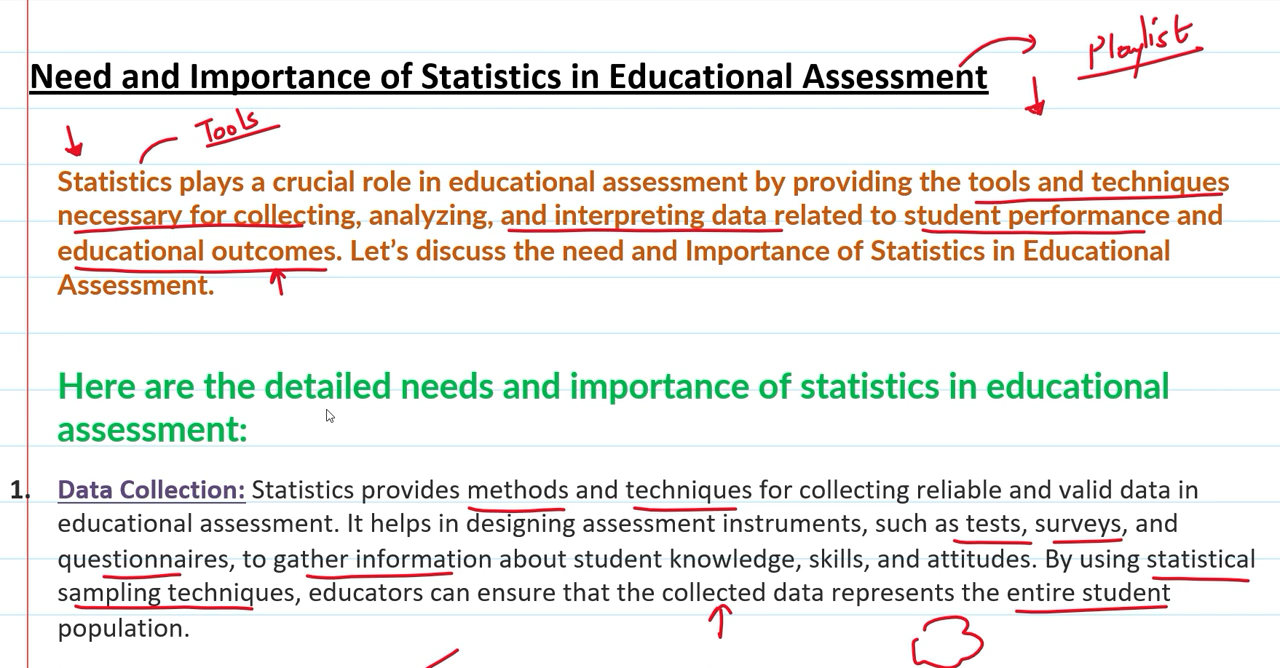 Playlist
Need and Importance of Statistics in Educational Assessment
Tools
Statistics plays a crucial role in educational assessment by providing the tools and techniques
necessary for collecting, analyzing, and interpreting data related to student performance and
educational outcomes. Let’s discuss the need and Importance of Statistics in Educational
Assessment.
Here are the detailed needs and importance of statistics in educational
assessment:
1. Data Collection: Statistics provides methods and techniques for collecting reliable and valid data in
educational assessment. It helps in designing assessment instruments, such as tests, surveys, and
questionnaires, to gather information about student knowledge, skills, and attitudes. By using statistical
sampling techniques, educators can ensure that the collected data represents the entire student
population.